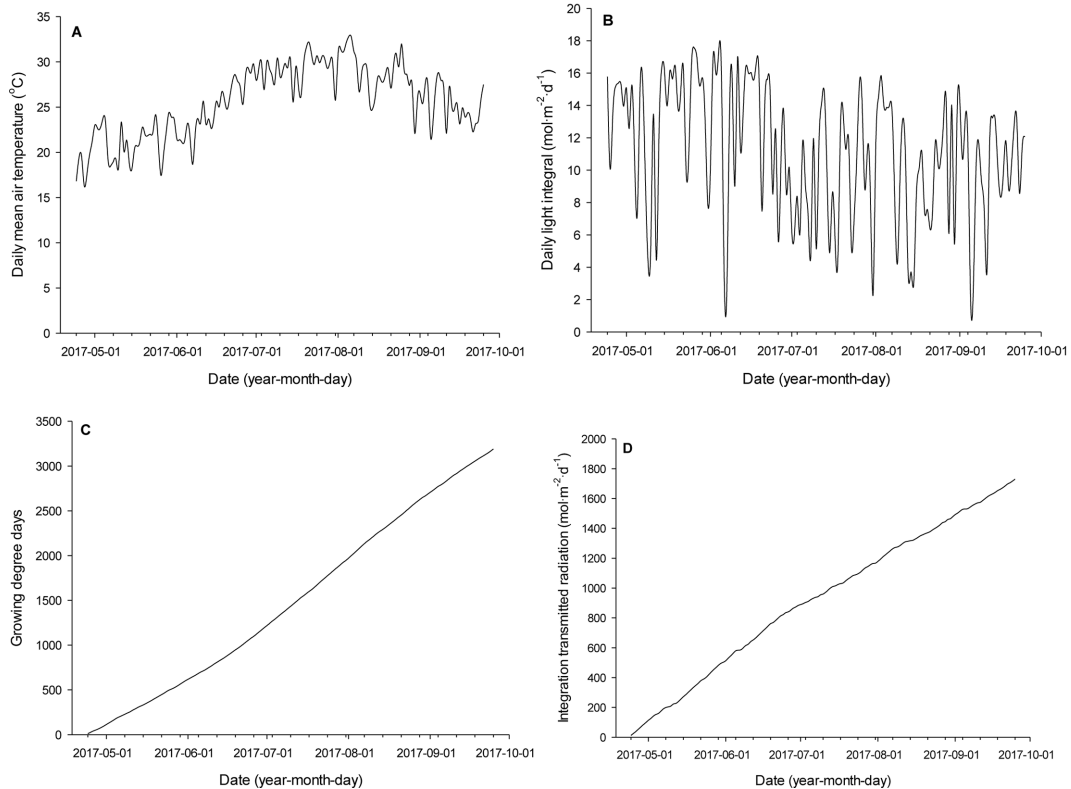 A
Daily mean air temperature (°C)
35
30
25
20
15
10
5
0
2017-05-01 2017-06-01 2017-07-01 2017-08-01 2017-09-01 2017-10-01
Date (year-month-day)
B
Daily light integral (mol·m⁻²·d⁻¹)
20
18
16
14
12
10
8
6
4
2
0
2017-05-01 2017-06-01 2017-07-01 2017-08-01 2017-09-01 2017-10-01
Date (year-month-day)
C
Growing degree days
3500
3000
2500
2000
1500
1000
500
0
2017-05-01 2017-06-01 2017-07-01 2017-08-01 2017-09-01 2017-10-01
Date (year-month-day)
D
Integration transmitted radiation (mol·m⁻²·d⁻¹)
2000
1800
1600
1400
1200
1000
800
600
400
200
0
2017-05-01 2017-06-01 2017-07-01 2017-08-01 2017-09-01 2017-10-01
Date (year-month-day)